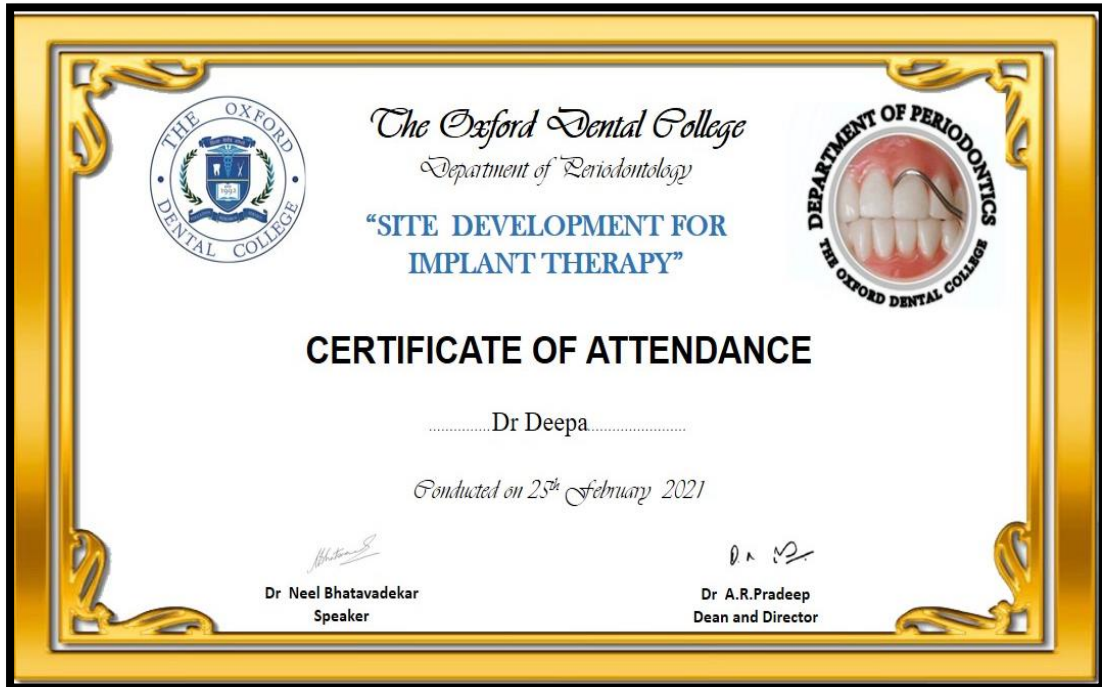 THE OXFORD
DENTAL COLLEGE
1992
The Oxford Dental College
Department of Periodontology
“SITE DEVELOPMENT FOR
IMPLANT THERAPY”
DEPARTMENT OF PERIODONTICS
THE OXFORD DENTAL COLLEGE
CERTIFICATE OF ATTENDANCE
...............Dr Deepa........................
Conducted on 25th February 2021
Dr Neel Bhatavadekar
Speaker
Dr A.R.Pradeep
Dean and Director